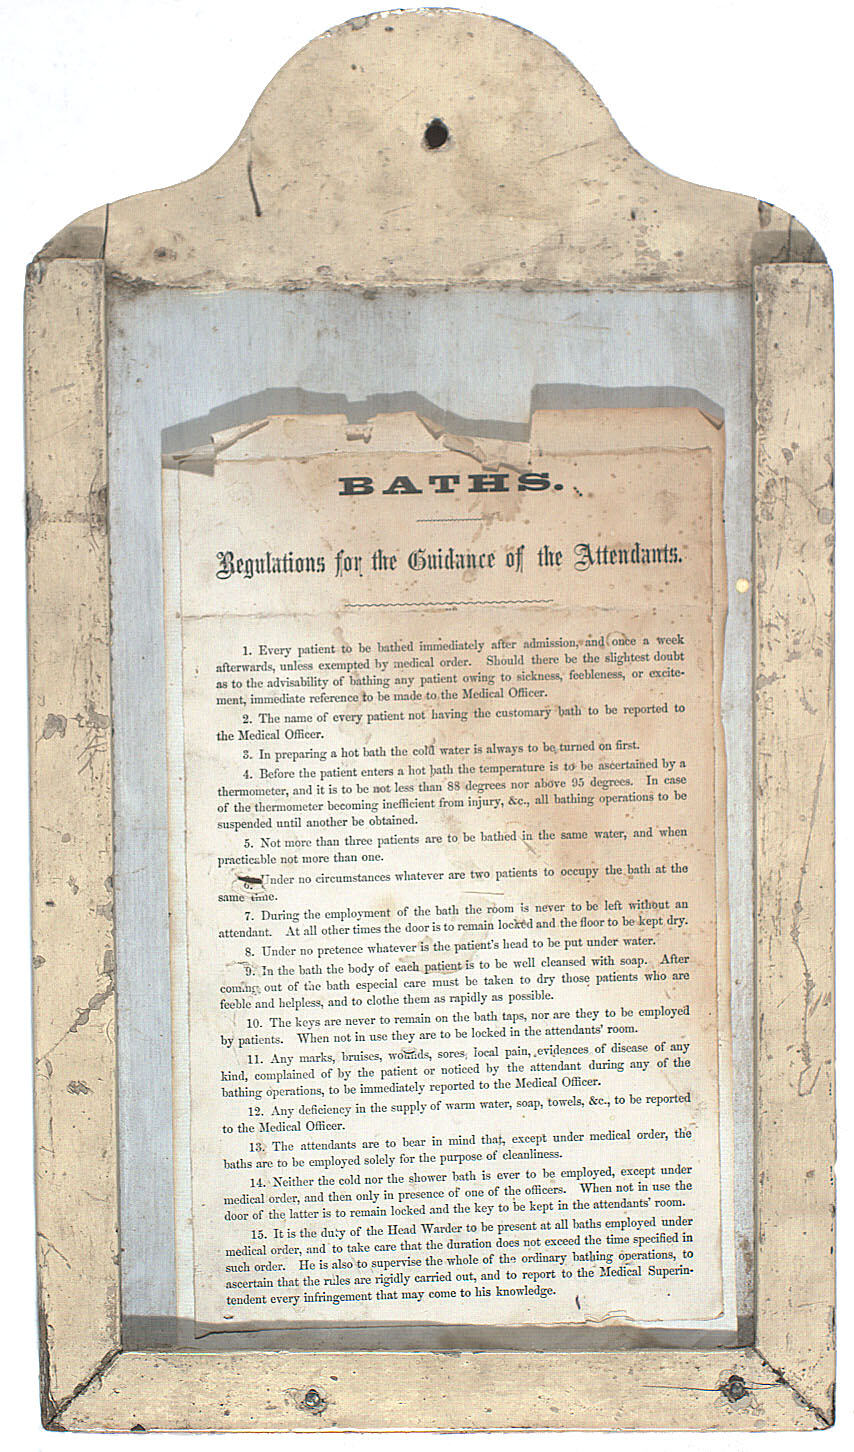 BATHS.
Regulations for the Guidance of the Attendants.
1. Every patient to be bathed immediately after admission, and once a week
afterwards, unless exempted by medical order. Should there be the slightest doubt
as to the advisability of bathing any patient owing to sickness, feebleness, or excite-
ment, immediate reference to be made to the Medical Officer.
2. The name of every patient not having the customary bath to be reported to
the Medical Officer.
3. In preparing a hot bath the cold water is always to be turned on first.
4. Before the patient enters a hot bath the temperature is to be ascertained by a
thermometer, and it is to be not less than 88 degrees nor above 95 degrees. In case
of the thermometer becoming inefficient from injury, &c., all bathing operations to be
suspended until another be obtained.
5. Not more than three patients are to be bathed in the same water, and when
practicable not more than one.
6. Under no circumstances whatever are two patients to occupy the bath at the
same time.
7. During the employment of the bath the room is never to be left without an
attendant. At all other times the door is to remain locked and the floor to be kept dry.
8. Under no pretence whatever is the patient's head to be put under water.
9. In the bath the body of each patient is to be well cleansed with soap. After
coming out of the bath especial care must be taken to dry those patients who are
feeble and helpless, and to clothe them as rapidly as possible.
10. The keys are never to remain on the bath taps, nor are they to be employed
by patients. When not in use they are to be locked in the attendants' room.
11. Any marks, bruises, wounds, sores, local pain, evidences of disease of any
kind, complained of by the patient or noticed by the attendant during any of the
bathing operations, to be immediately reported to the Medical Officer.
12. Any deficiency in the supply of warm water, soap, towels, &c., to be reported
to the Medical Officer.
13. The attendants are to bear in mind that, except under medical order, the
baths are to be employed solely for the purpose of cleanliness.
14. Neither the cold nor the shower bath is ever to be employed, except under
medical order, and then only in presence of one of the officers. When not in use the
door of the latter is to remain locked and the key to be kept in the attendants' room.
15. It is the duty of the Head Warder to be present at all baths employed under
medical order, and to take care that the duration does not exceed the time specified in
such order. He is also to supervise the whole of the ordinary bathing operations, to
ascertain that the rules are rigidly carried out, and to report to the Medical Superin-
tendent every infringement that may come to his knowledge.